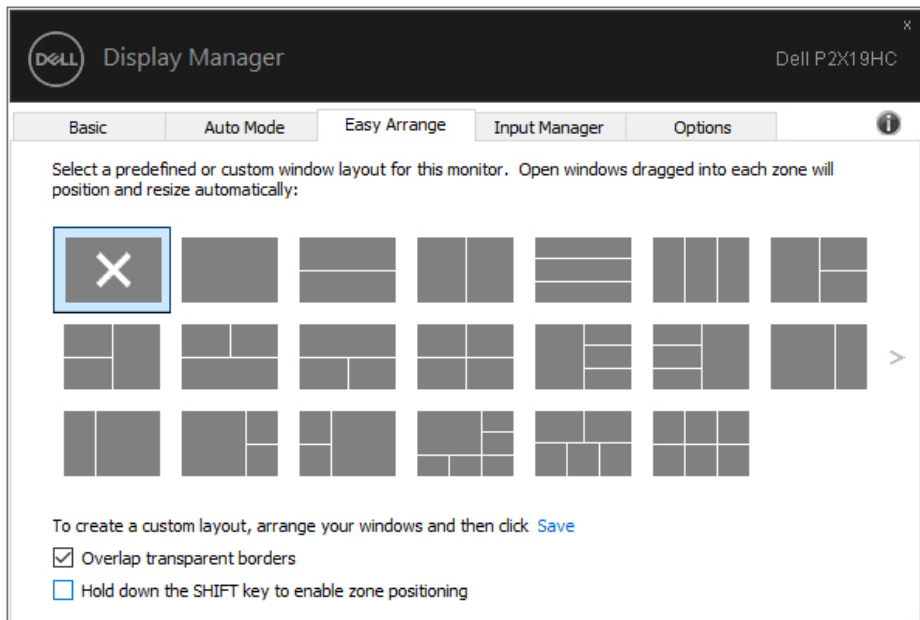 x
DELL
Display Manager
Dell P2X19HC
Basic
Auto Mode
Easy Arrange
Input Manager
Options
i
Select a predefined or custom window layout for this monitor. Open windows dragged into each zone will
position and resize automatically:
>
To create a custom layout, arrange your windows and then click Save
Overlap transparent borders
Hold down the SHIFT key to enable zone positioning